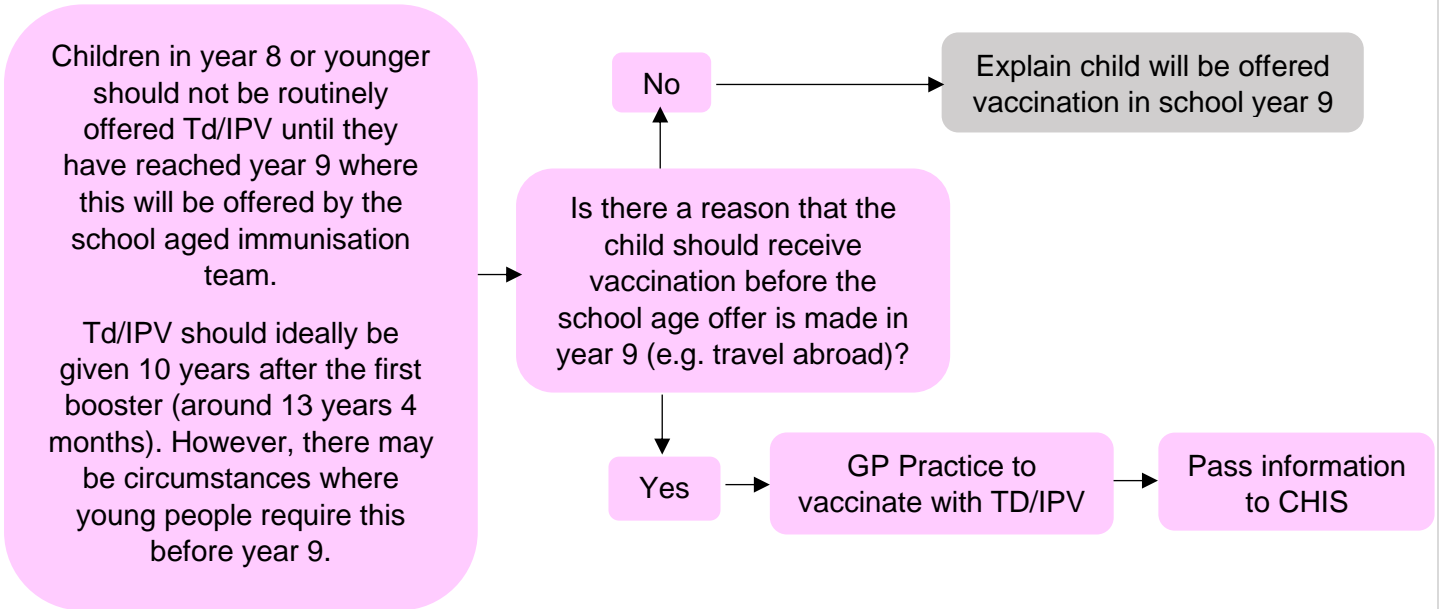 Children in year 8 or younger
should not be routinely
offered Td/IPV until they
have reached year 9 where
this will be offered by the
school aged immunisation
team.
Td/IPV should ideally be
given 10 years after the first
booster (around 13 years 4
months). However, there may
be circumstances where
young people require this
before year 9.
Is there a reason that the
child should receive
vaccination before the
school age offer is made in
year 9 (e.g. travel abroad)?
No
Explain child will be offered
vaccination in school year 9
Yes
GP Practice to
vaccinate with TD/IPV
Pass information
to CHIS